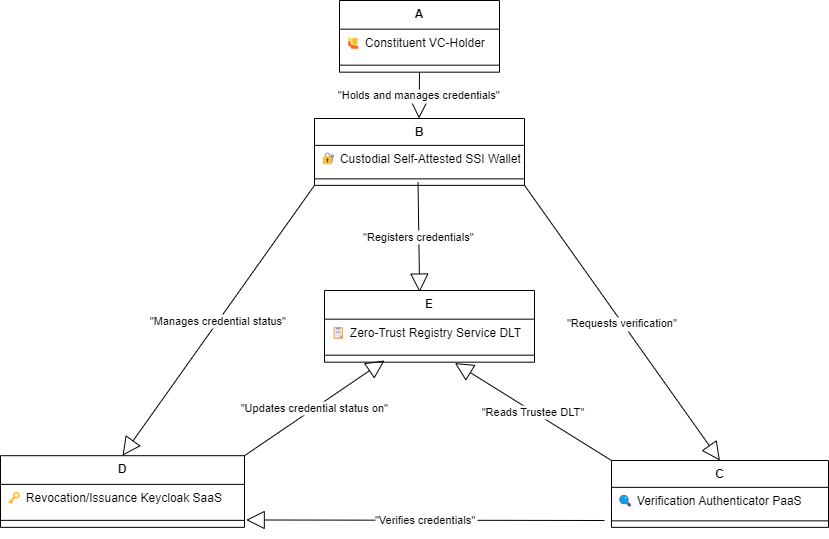 A
Constituent VC-Holder
"Holds and manages credentials"
B
Custodial Self-Attested SSI Wallet
"Registers credentials"
"Manages credential status"
"Requests verification"
E
Zero-Trust Registry Service DLT
"Updates credential status on"
"Reads Trustee DLT"
D
Revocation/Issuance Keycloak SaaS
C
Verification Authenticator PaaS
"Verifies credentials"